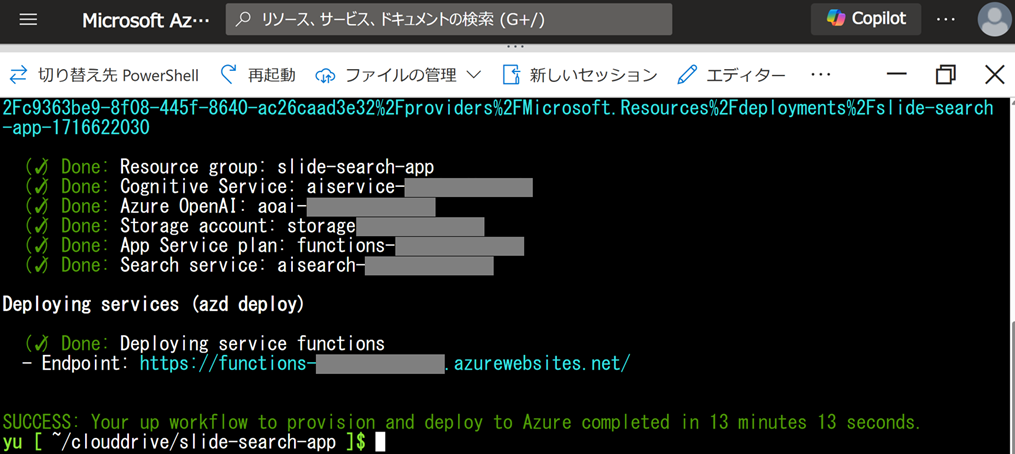 Microsoft Az... リソース、サービス、ドキュメントの検索 (G+/) Copilot ...
切り替え先 PowerShell 再起動 ファイルの管理 新しいセッション エディター ...
2Fc9363be9-8f08-445f-8640-ac26caad3e32%2Fproviders%2FMicrosoft.Resources%2Fdeployments%2Fslide-search
-app-1716622030
(✓) Done: Resource group: slide-search-app
(✓) Done: Cognitive Service: aiservice-
(✓) Done: Azure OpenAI: aoai-
(✓) Done: Storage account: storage
(✓) Done: App Service plan: functions-
(✓) Done: Search service: aisearch-
Deploying services (azd deploy)
(✓) Done: Deploying service functions
- Endpoint: https://functions- .azurewebsites.net/
SUCCESS: Your up workflow to provision and deploy to Azure completed in 13 minutes 13 seconds.
yu [ ~/clouddrive/slide-search-app ]$